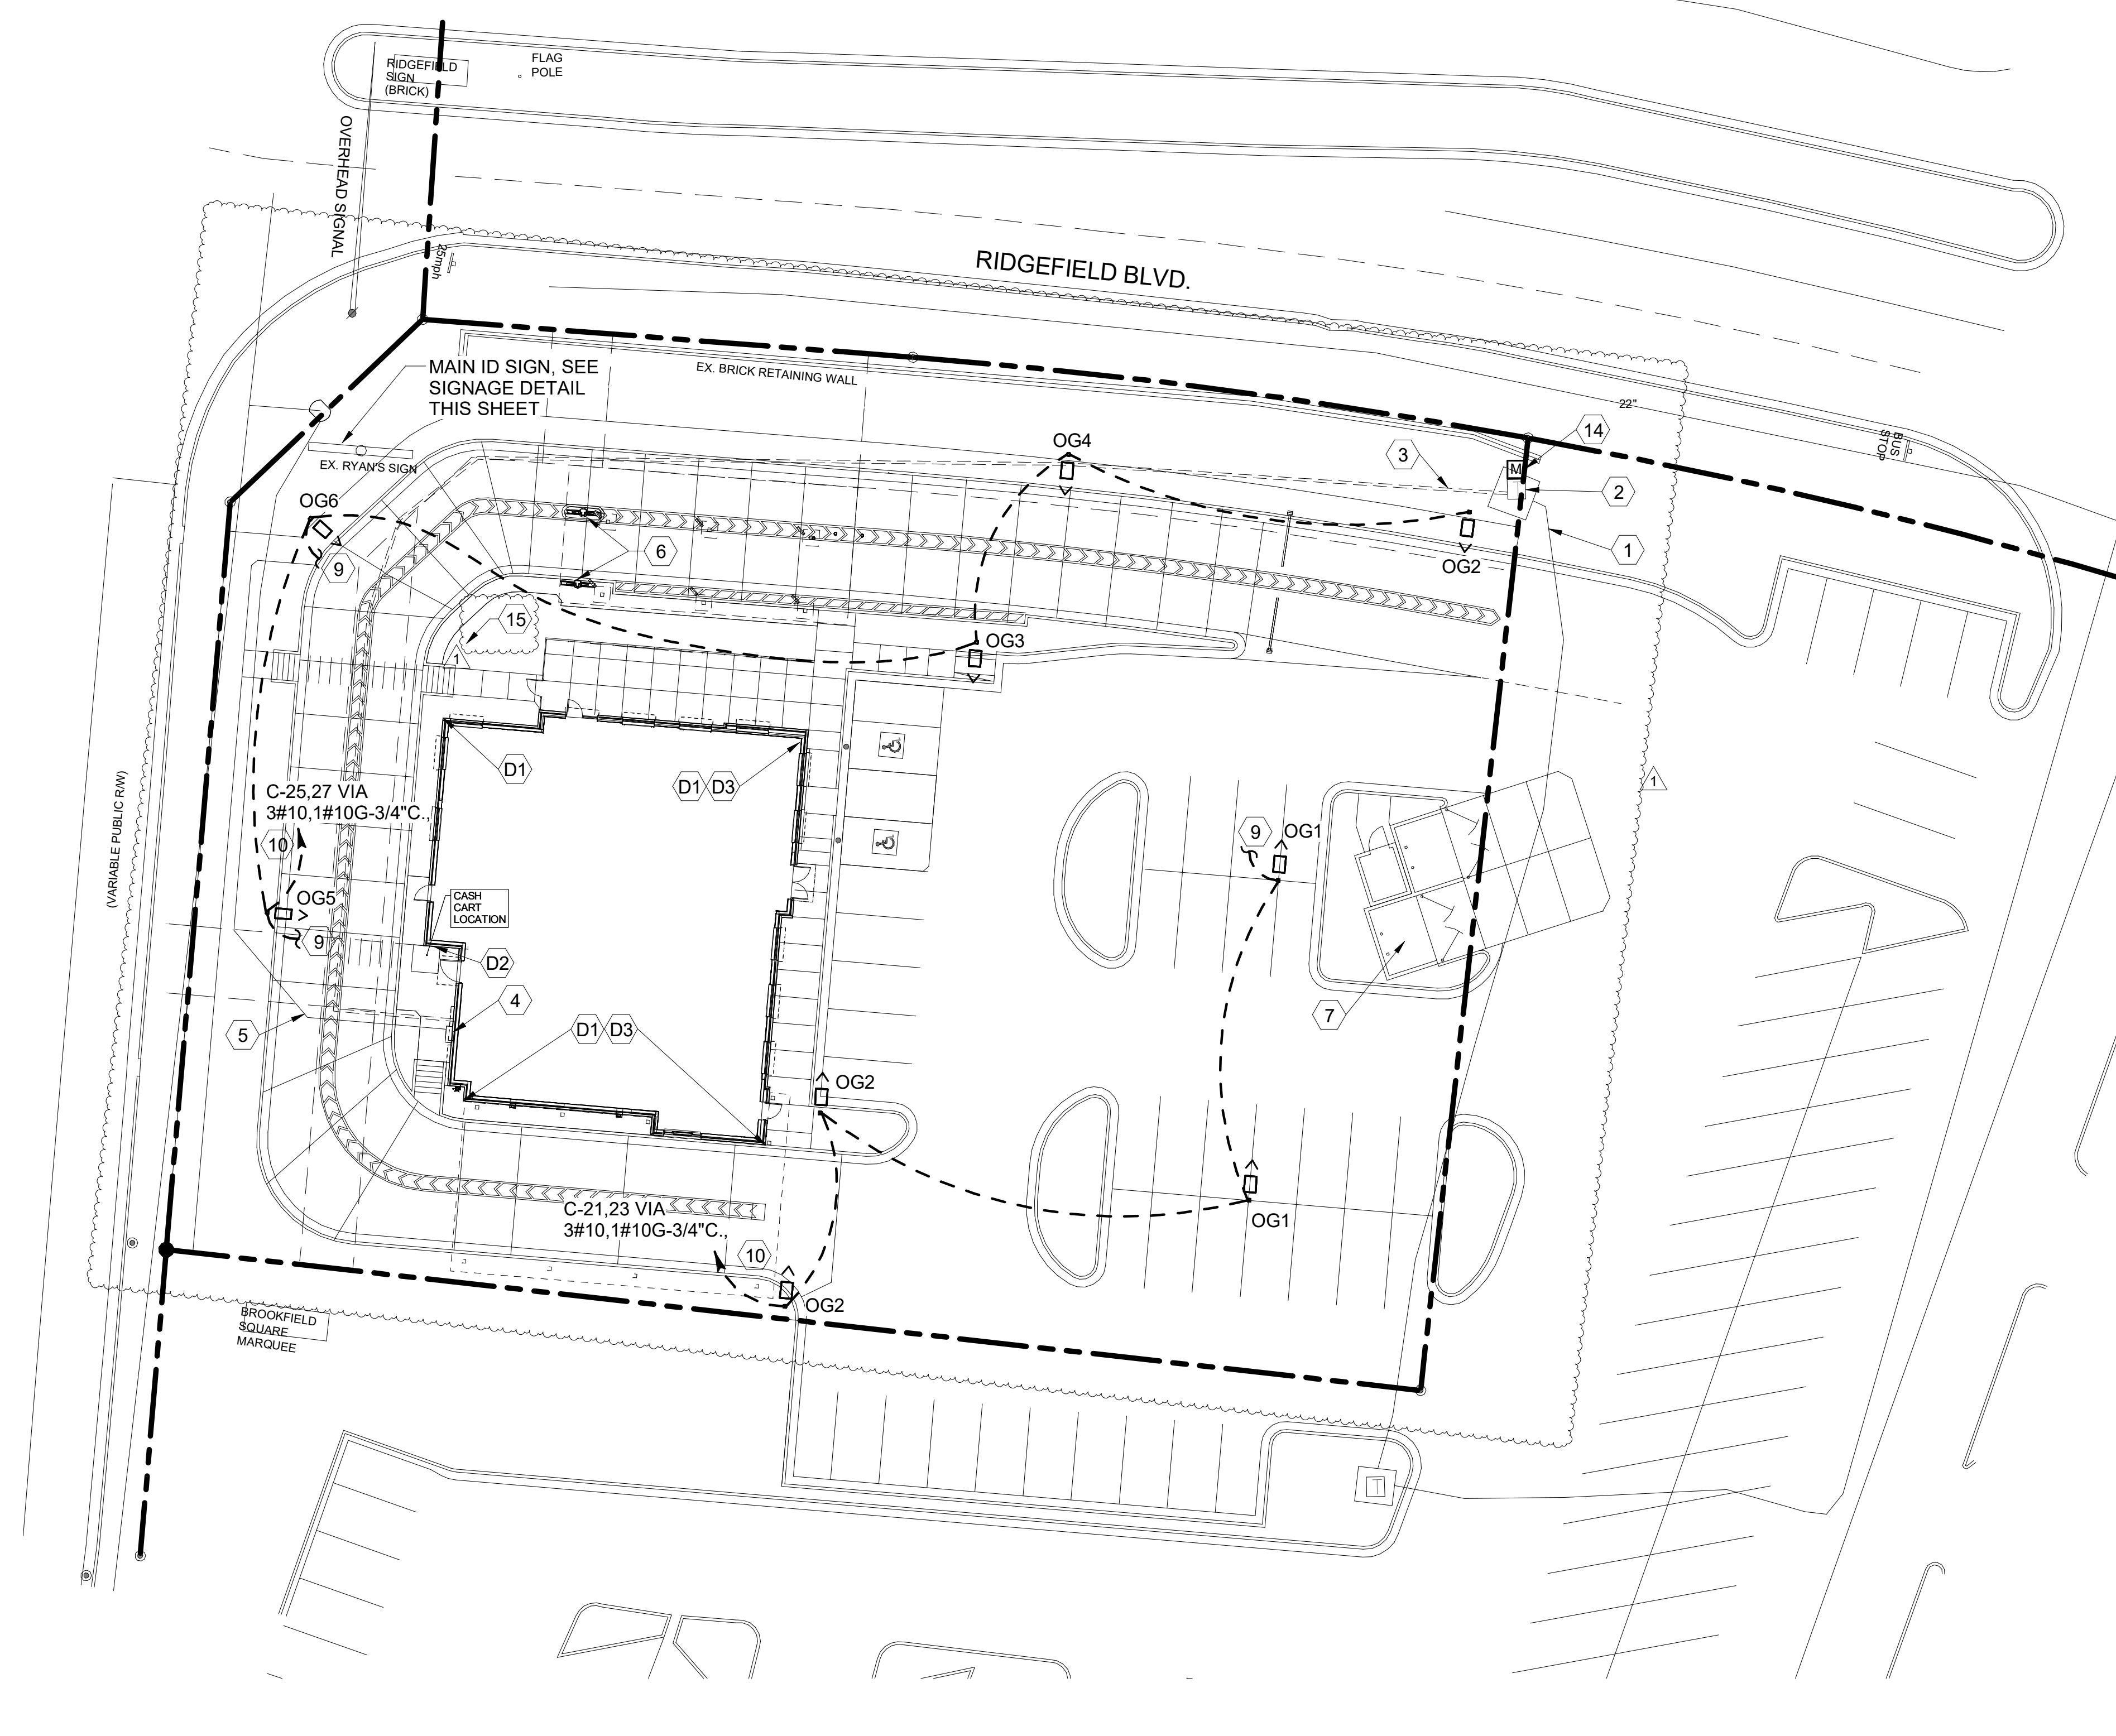 RIDGEFIELD
SIGN
(BRICK)
FLAG
POLE
OVERHEAD SIGNAL
25mph
RIDGEFIELD BLVD.
MAIN ID SIGN, SEE
SIGNAGE DETAIL
THIS SHEET
EX. BRICK RETAINING WALL
22"
BUS
STOP
14
OG4
3
M
2
EX. RYAN'S SIGN
OG6
6
1
OG2
9
15
OG3
1
D1
D1
D3
1
C-25,27 VIA
3#10,1#10G-3/4"C.,
(VARIABLE PUBLIC R/W)
10
9
OG1
OG5
CASH
CART
LOCATION
9
D2
4
5
D1
D3
7
OG2
C-21,23 VIA
3#10,1#10G-3/4"C.,
OG1
10
OG2
BROOKFIELD
SQUARE
MARQUEE
T